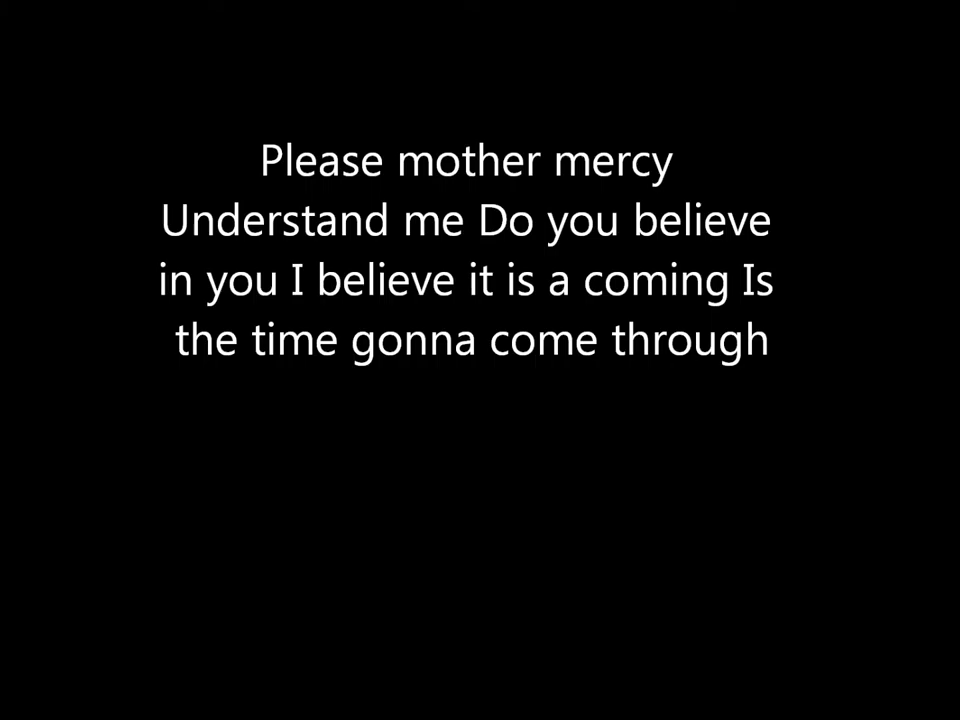 Please mother mercy
Understand me Do you believe
in you I believe it is a coming Is
the time gonna come through